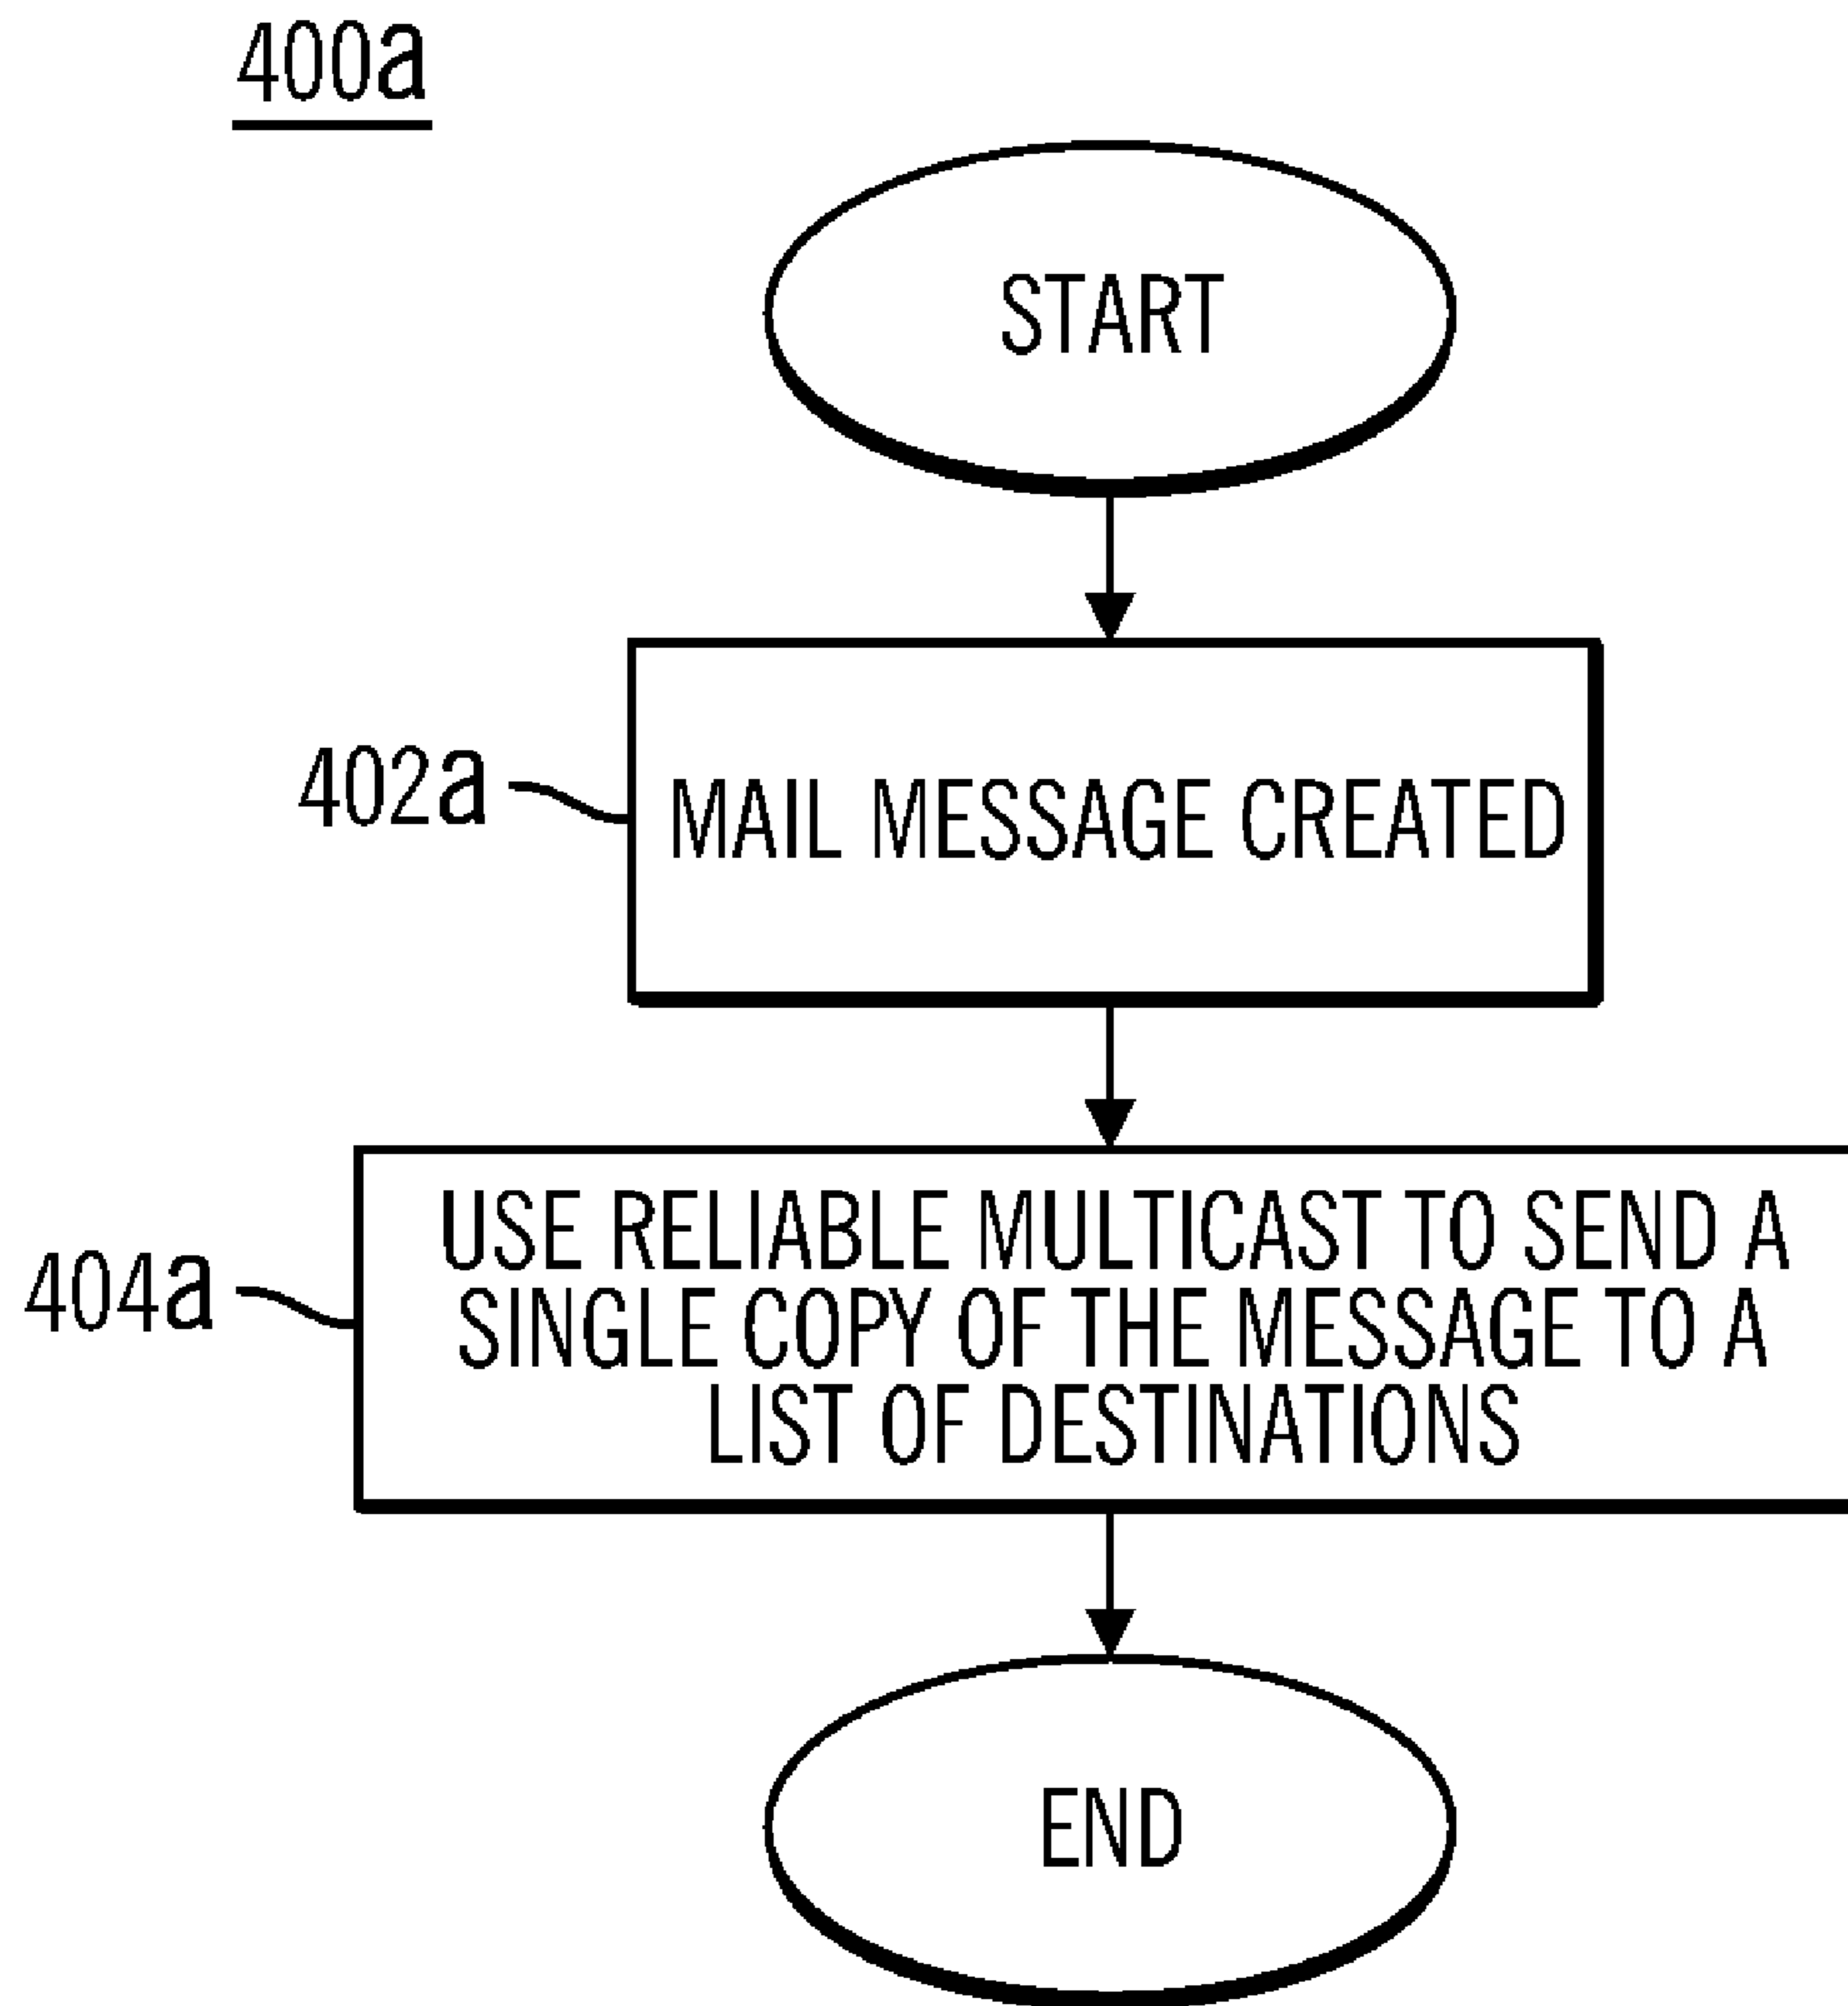 400a
START
402a
MAIL MESSAGE CREATED
404a
USE RELIABLE MULTICAST TO SEND A
SINGLE COPY OF THE MESSAGE TO A
LIST OF DESTINATIONS
END